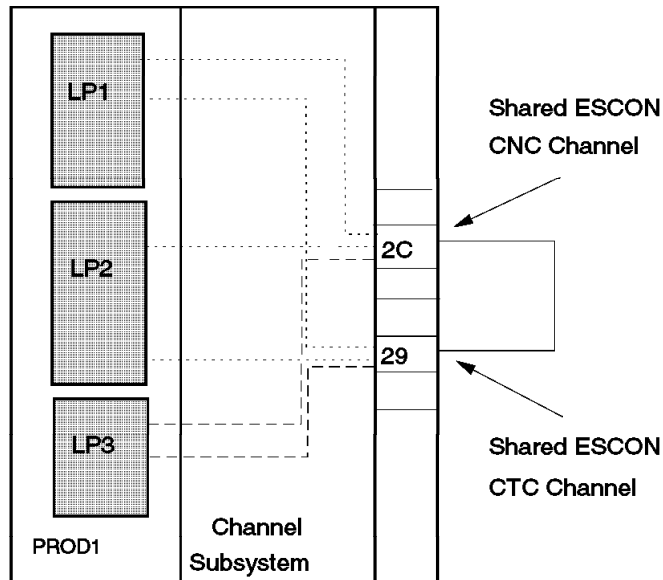 LP1
Shared ESCON
CNC Channel
2C
LP2
29
LP3
Shared ESCON
CTC Channel
Channel
Subsystem
PROD1